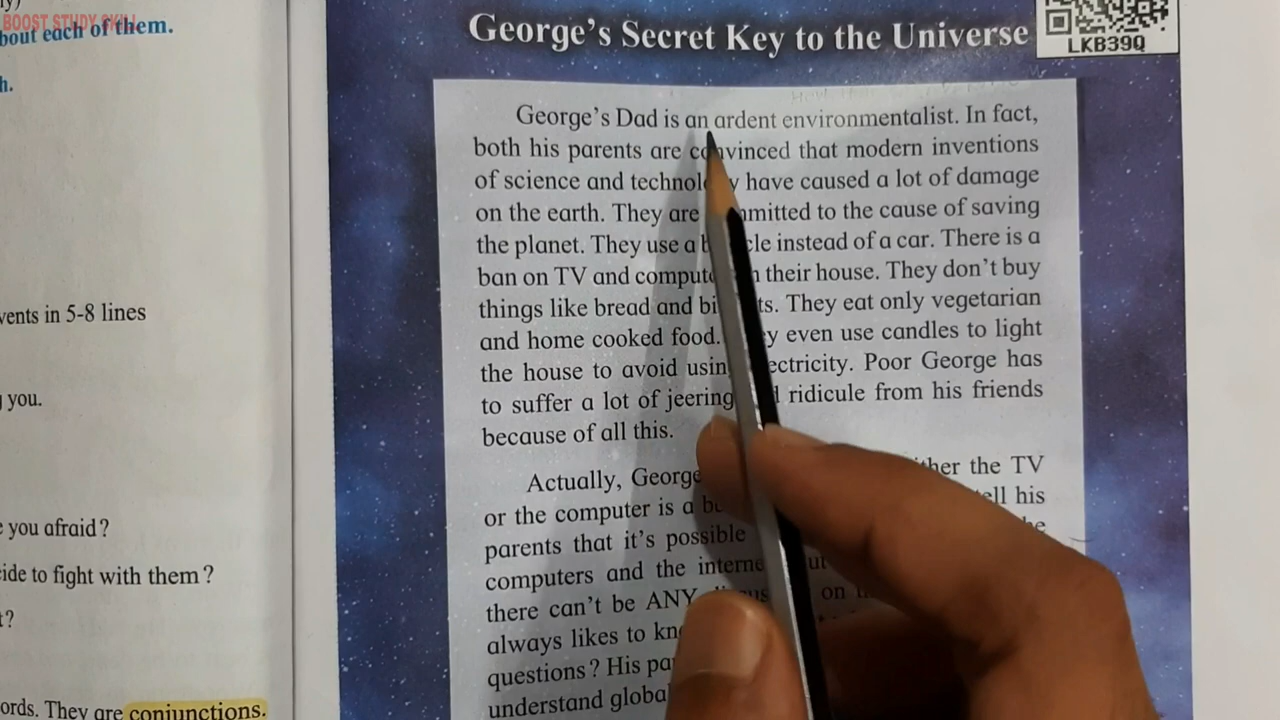 BOOST STUDY SKILL
bout each of them.
h.
vents in 5-8 lines
you.
you afraid?
ide to fight with them?
t?
ords. They are conjunctions.
George's Secret Key to the Universe
LKB39Q
George's Dad is an ardent environmentalist. In fact,
both his parents are convinced that modern inventions
of science and technology have caused a lot of damage
on the earth. They are committed to the cause of saving
the planet. They use a bicycle instead of a car. There is a
ban on TV and computer in their house. They don't buy
things like bread and biscuits. They eat only vegetarian
and home cooked food. They even use candles to light
the house to avoid using electricity. Poor George has
to suffer a lot of jeering and ridicule from his friends
because of all this.
Actually, George the TV
or the computer is a tell his
parents that it's possible
computers and the internet
there can't be ANY on
always likes to
questions? His
understand global